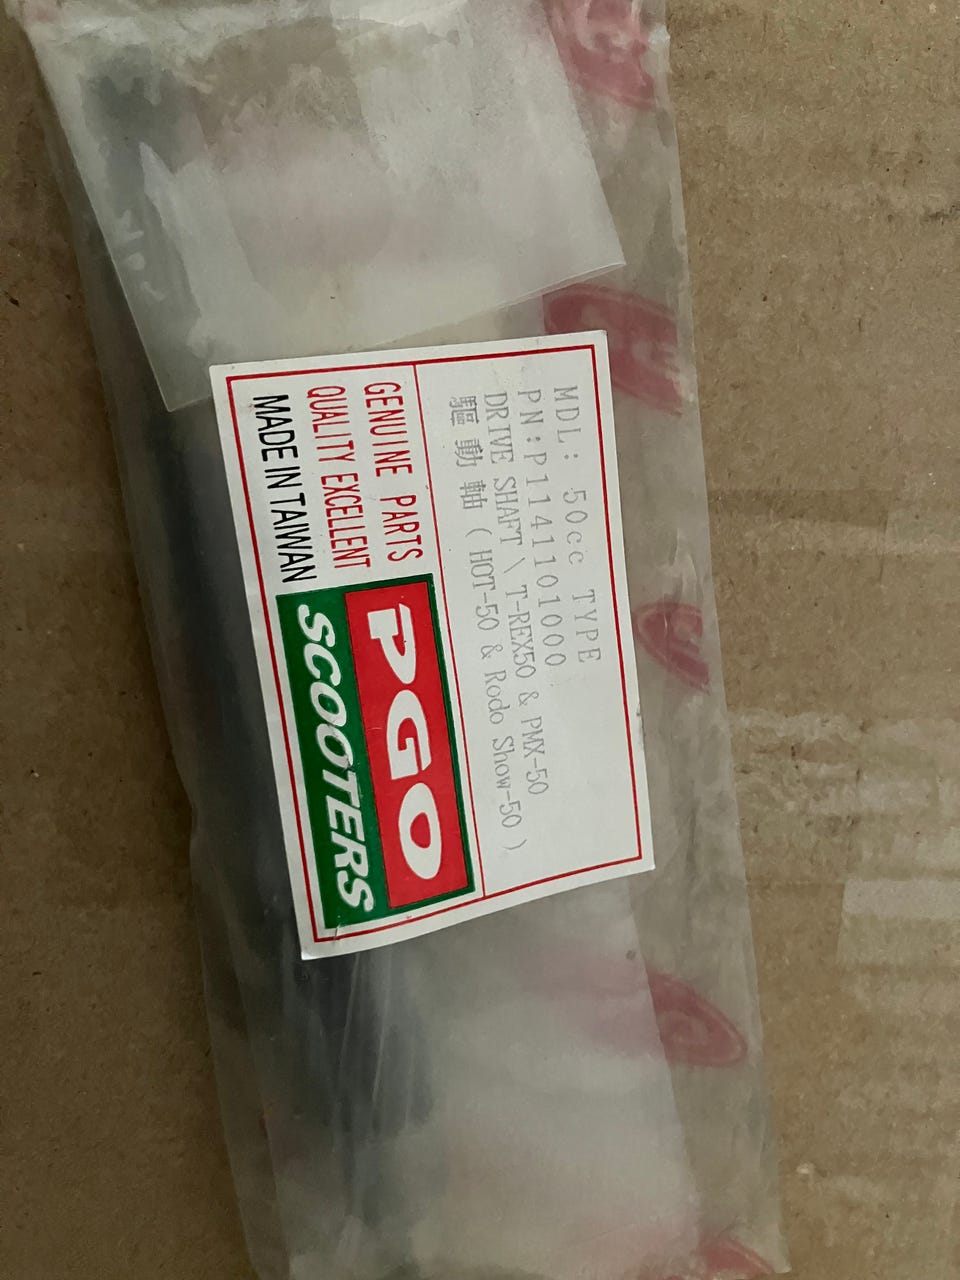 MDL: 50cc TYPE
PN:P1141101000
DRIVE SHAFT \ T-REX50 & PMX-50
驅動軸 ( HOT-50 & Rodo Show-50 )
GENUINE PARTS
QUALITY EXCELLENT
MADE IN TAIWAN
PGO
SCOOTERS